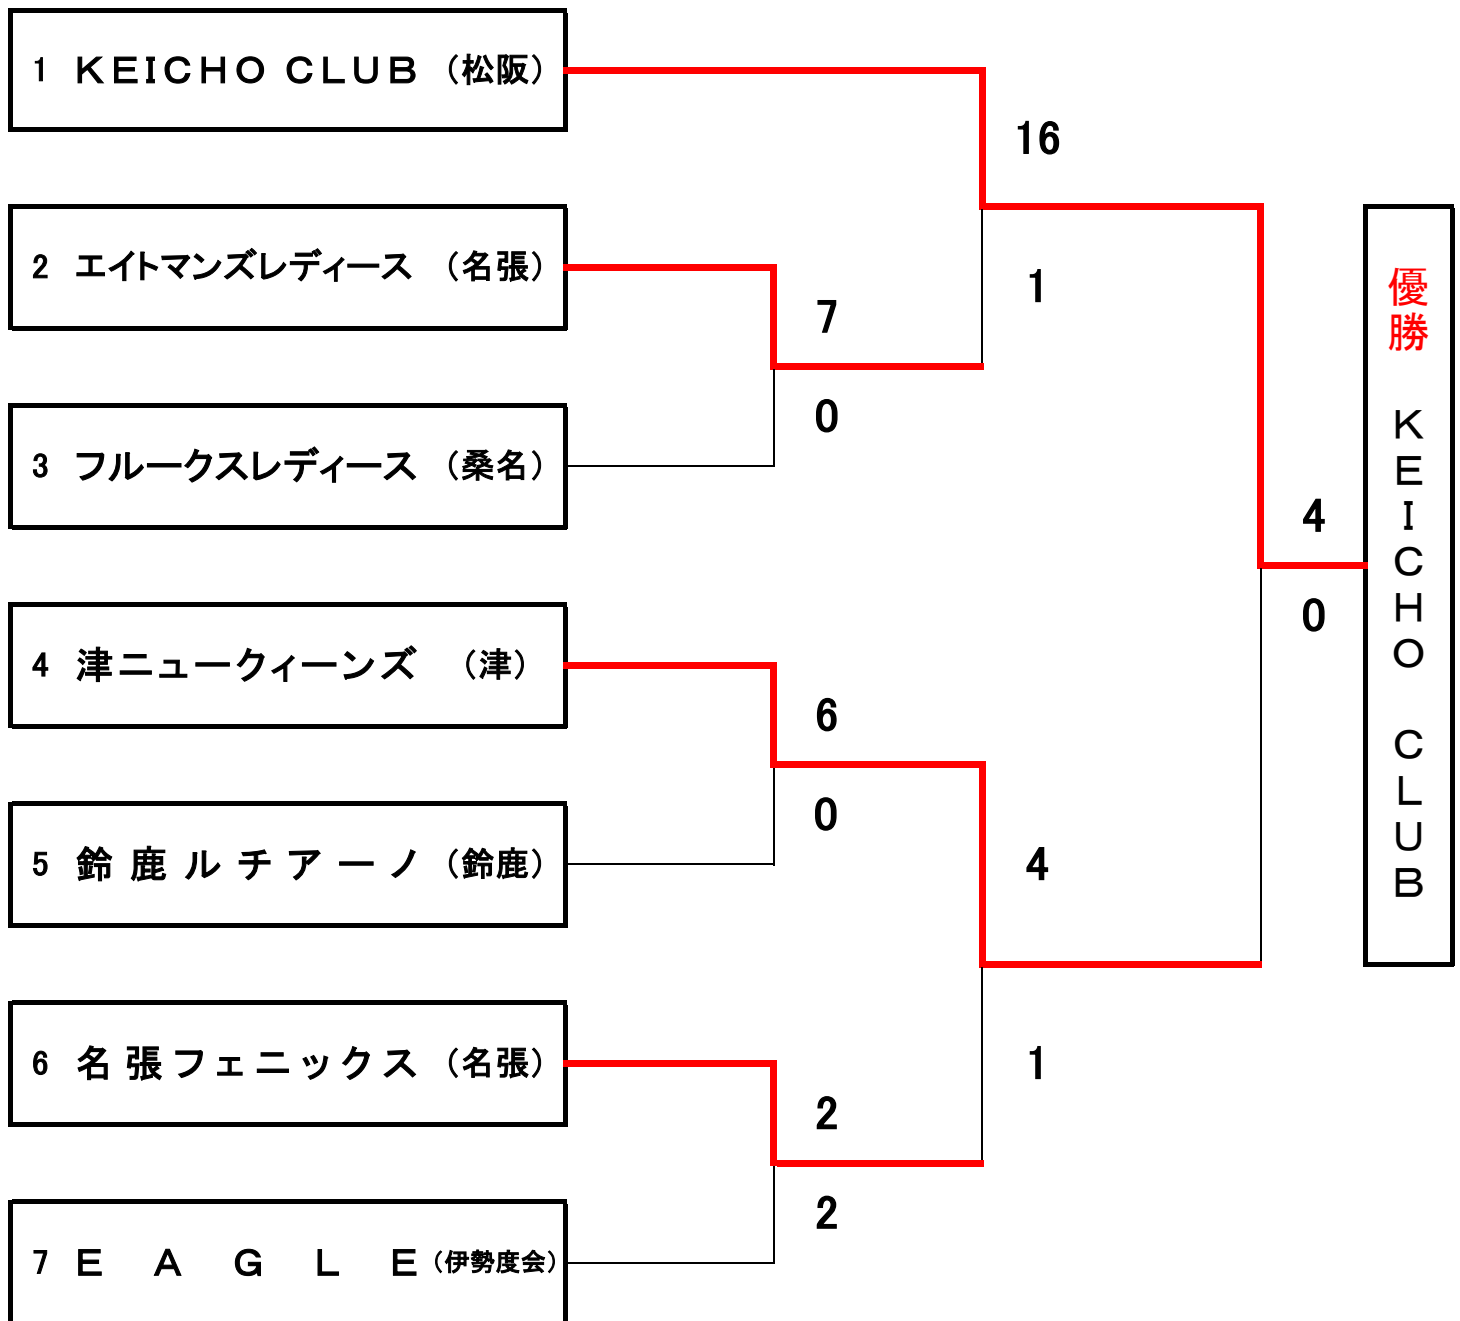 1 KEICHO CLUB （松阪）
16
2 エイトマンズレディース （名張）
1
7
0
3 フルークスレディース （桑名）
4
0
4 津ニュークィーンズ （津）
6
0
5 鈴鹿ルチアーノ （鈴鹿）
4
6 名張フェニックス （名張）
1
2
2
7 EAGLE （伊勢度会）
優勝 KEICHO CLUB